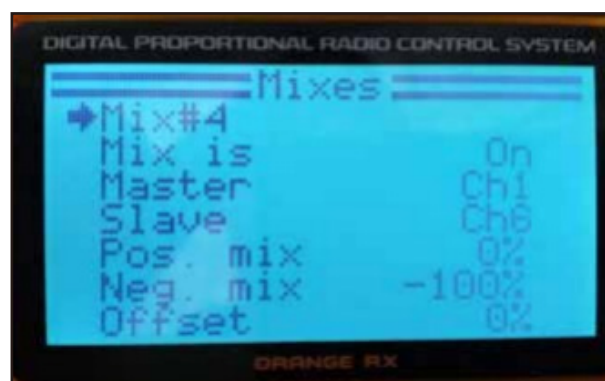 DIGITAL PROPORTIONAL RADIO CONTROL SYSTEM
Mixes
Mix#4
Mix is On
Master Ch1
Slave Ch6
Pos. mix 0%
Neg. mix -100%
Offset 0%
ORANGE RX